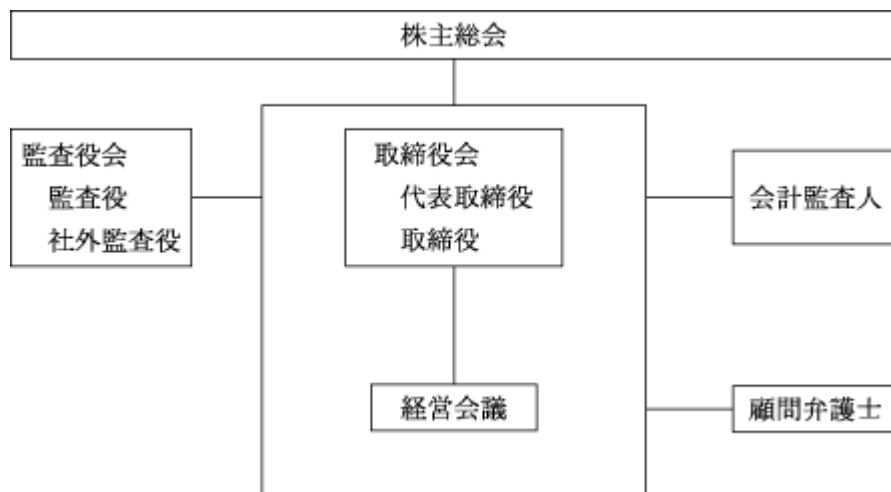 株主総会
監査役会
監査役
社外監査役
取締役会
代表取締役
取締役
会計監査人
経営会議
顧問弁護士